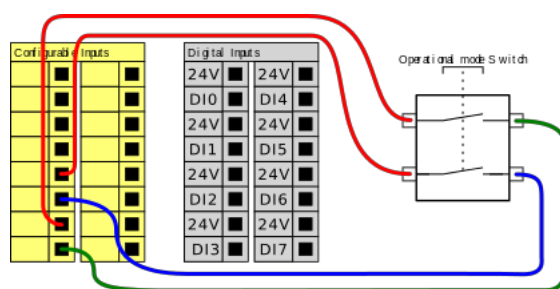 Configurable Inputs
Digital Inputs
Operational mode Switch
24V 24V
DI0 DI4
24V 24V
DI1 DI5
24V 24V
DI2 DI6
24V 24V
DI3 DI7